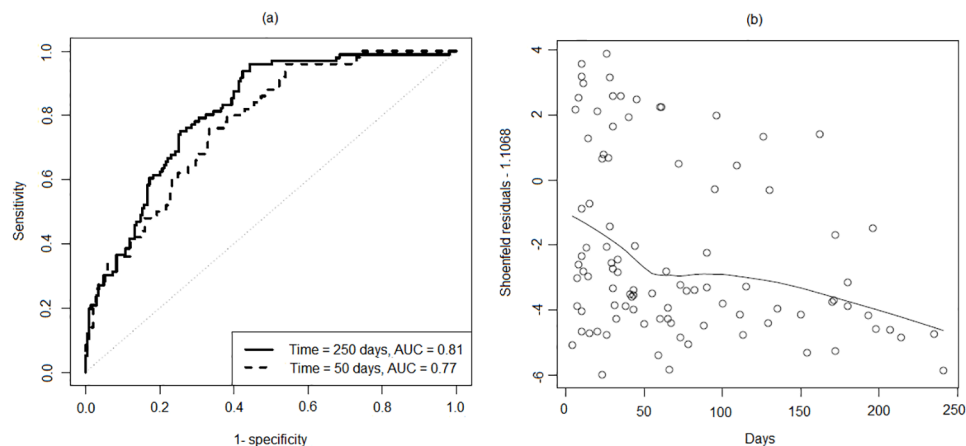 (a)
Sensitivity
1.0
0.8
0.6
0.4
0.2
0.0
Time = 250 days, AUC = 0.81
Time = 50 days, AUC = 0.77
0.0 0.2 0.4 0.6 0.8 1.0
1- specificity
(b)
Shoenfeld residuals - 1.1068
4
2
0
-2
-4
-6
0 50 100 150 200 250
Days